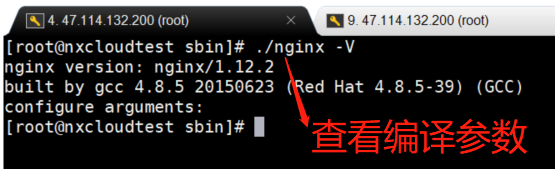 4. 47.114.132.200 (root)
9. 47.114.132.200 (root)
[root@nxcloudtest sbin]# ./nginx -V
nginx version: nginx/1.12.2
built by gcc 4.8.5 20150623 (Red Hat 4.8.5-39) (GCC)
configure arguments:
[root@nxcloudtest sbin]#
查看编译参数